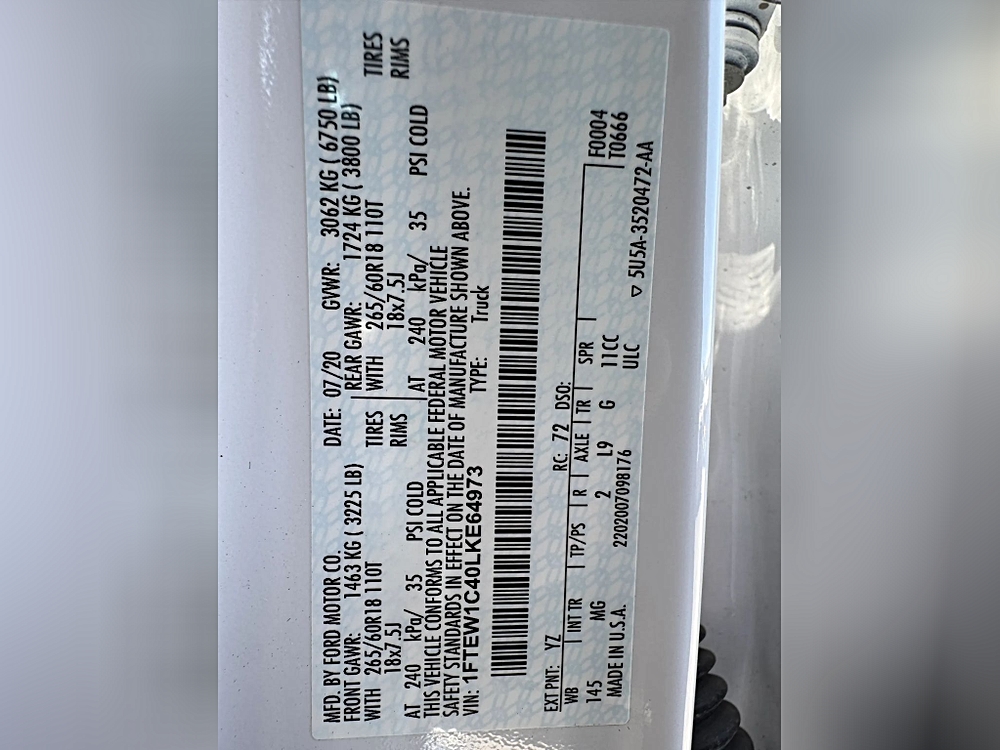 MFD. BY FORD MOTOR CO. DATE: 07/20 GVWR: 3062 KG ( 6750 LB)
FRONT GAWR: 1463 KG ( 3225 LB) REAR GAWR: 1724 KG ( 3800 LB)
WITH 265/60R18 110T TIRES WITH 265/60R18 110T TIRES
18x7.5J RIMS 18x7.5J RIMS
AT 240 kPa/ 35 PSI COLD AT 240 kPa/ 35 PSI COLD
THIS VEHICLE CONFORMS TO ALL APPLICABLE FEDERAL MOTOR VEHICLE
SAFETY STANDARDS IN EFFECT ON THE DATE OF MANUFACTURE SHOWN ABOVE.
VIN: 1FTEW1C40LKE64973 TYPE: Truck
EXT PNT: YZ RC: 72 DSO:
WB INT TR TP/PS R AXLE TR SPR F0004
145 MG 2 L9 G 11CC T0666
MADE IN U.S.A. 2202007098176 ULC ▽ 5U5A-3520472-AA